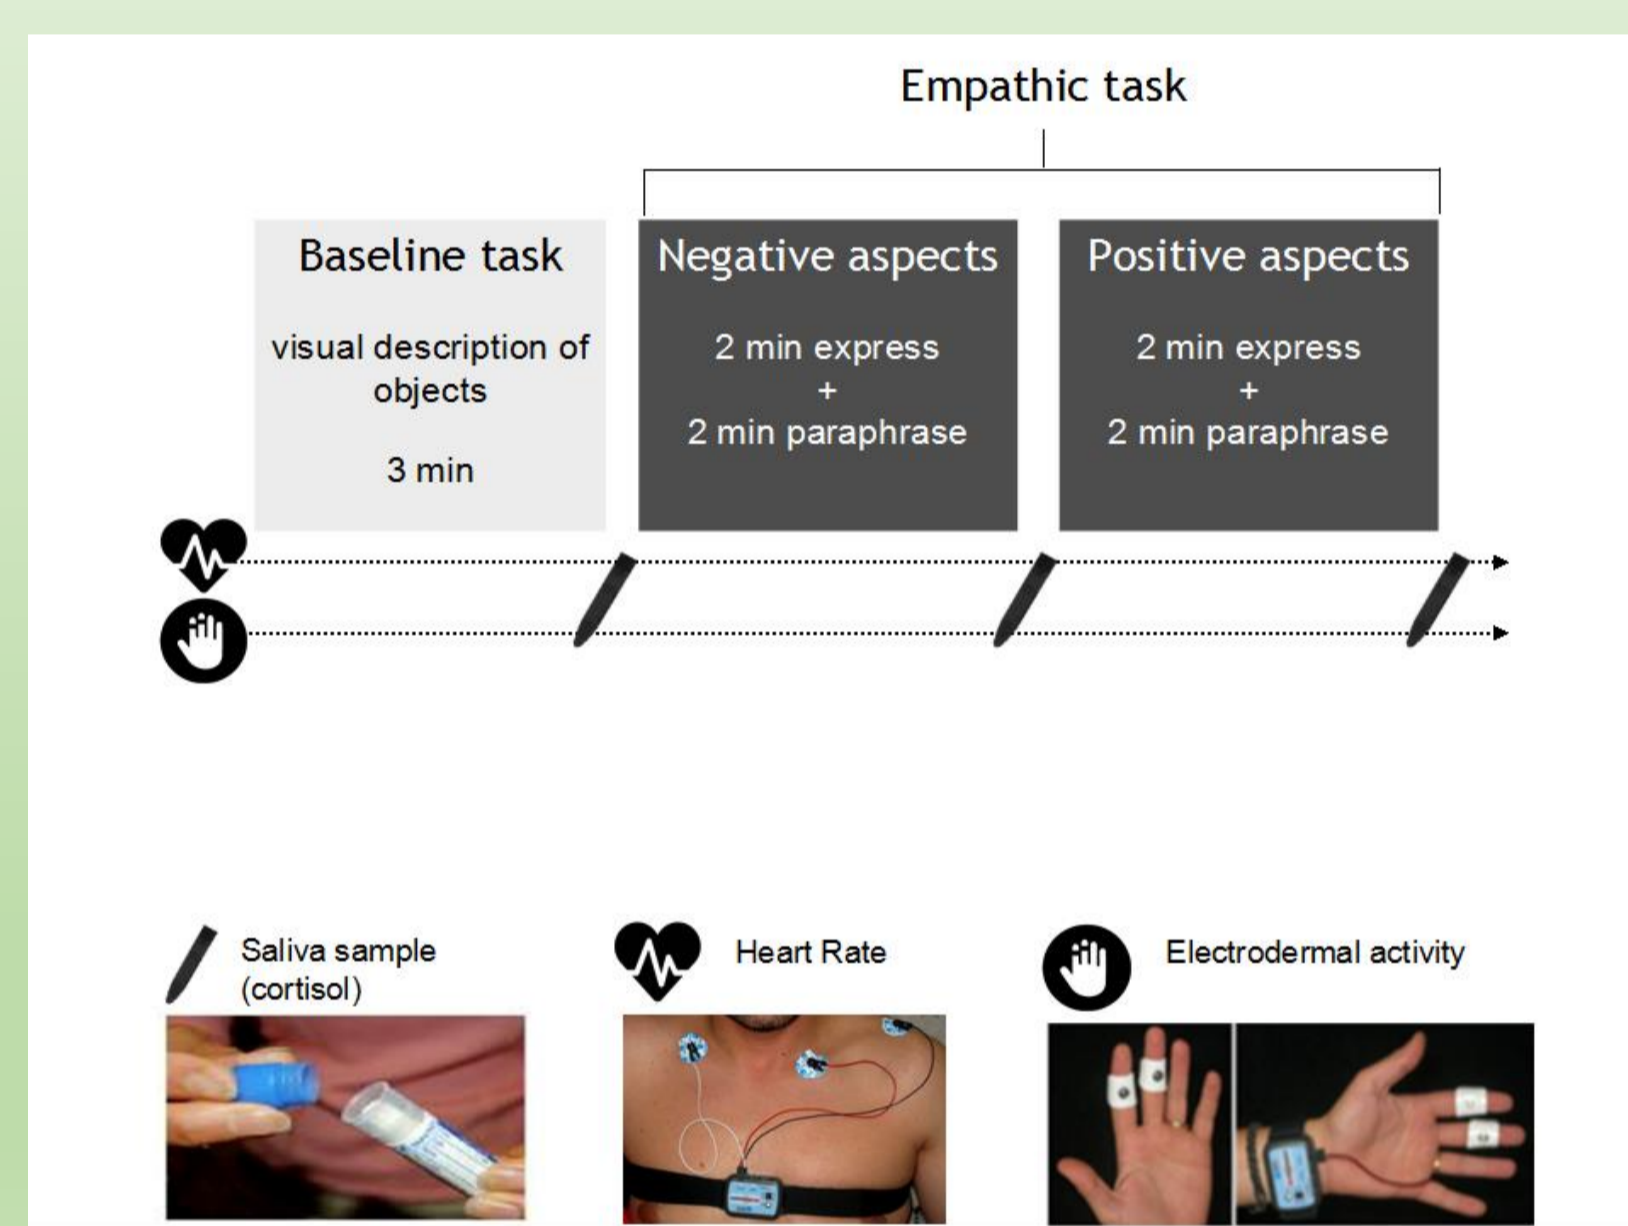 Empathic task
Baseline task
visual description of
objects
3 min
Negative aspects
2 min express
+
2 min paraphrase
Positive aspects
2 min express
+
2 min paraphrase
Saliva sample
(cortisol)
Heart Rate
Electrodermal activity